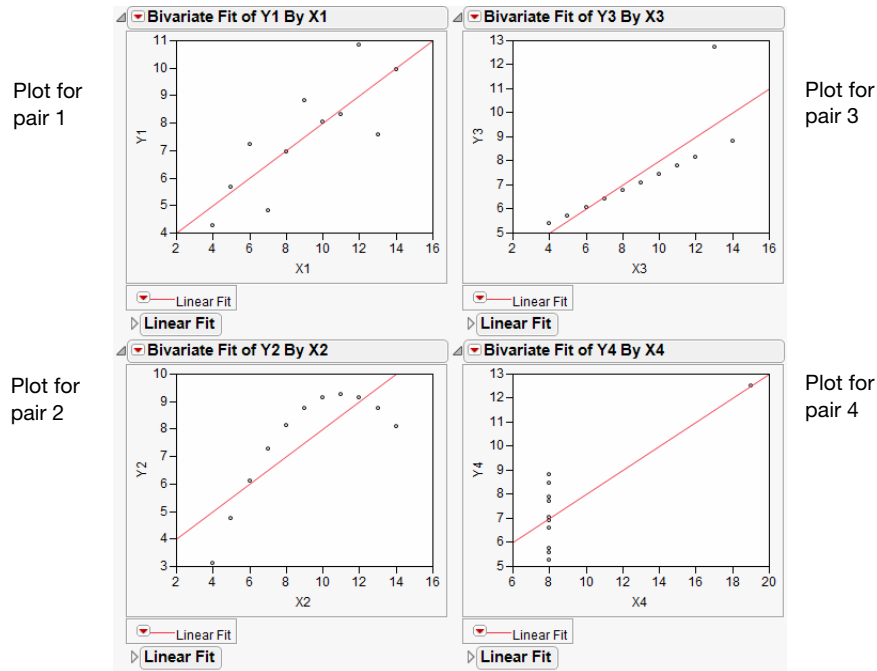 Plot for
pair 1
Bivariate Fit of Y1 By X1
11
10
9
8
7
6
5
4
Y1
2 4 6 8 10 12 14 16
X1
Linear Fit
Linear Fit
Bivariate Fit of Y3 By X3
13
12
11
10
9
8
7
6
5
Y3
2 4 6 8 10 12 14 16
X3
Linear Fit
Linear Fit
Plot for
pair 3
Plot for
pair 2
Bivariate Fit of Y2 By X2
10
9
8
7
6
5
4
3
Y2
2 4 6 8 10 12 14 16
X2
Linear Fit
Linear Fit
Bivariate Fit of Y4 By X4
13
12
11
10
9
8
7
6
5
4
Y4
6 8 10 12 14 16 18 20
X4
Linear Fit
Linear Fit
Plot for
pair 4